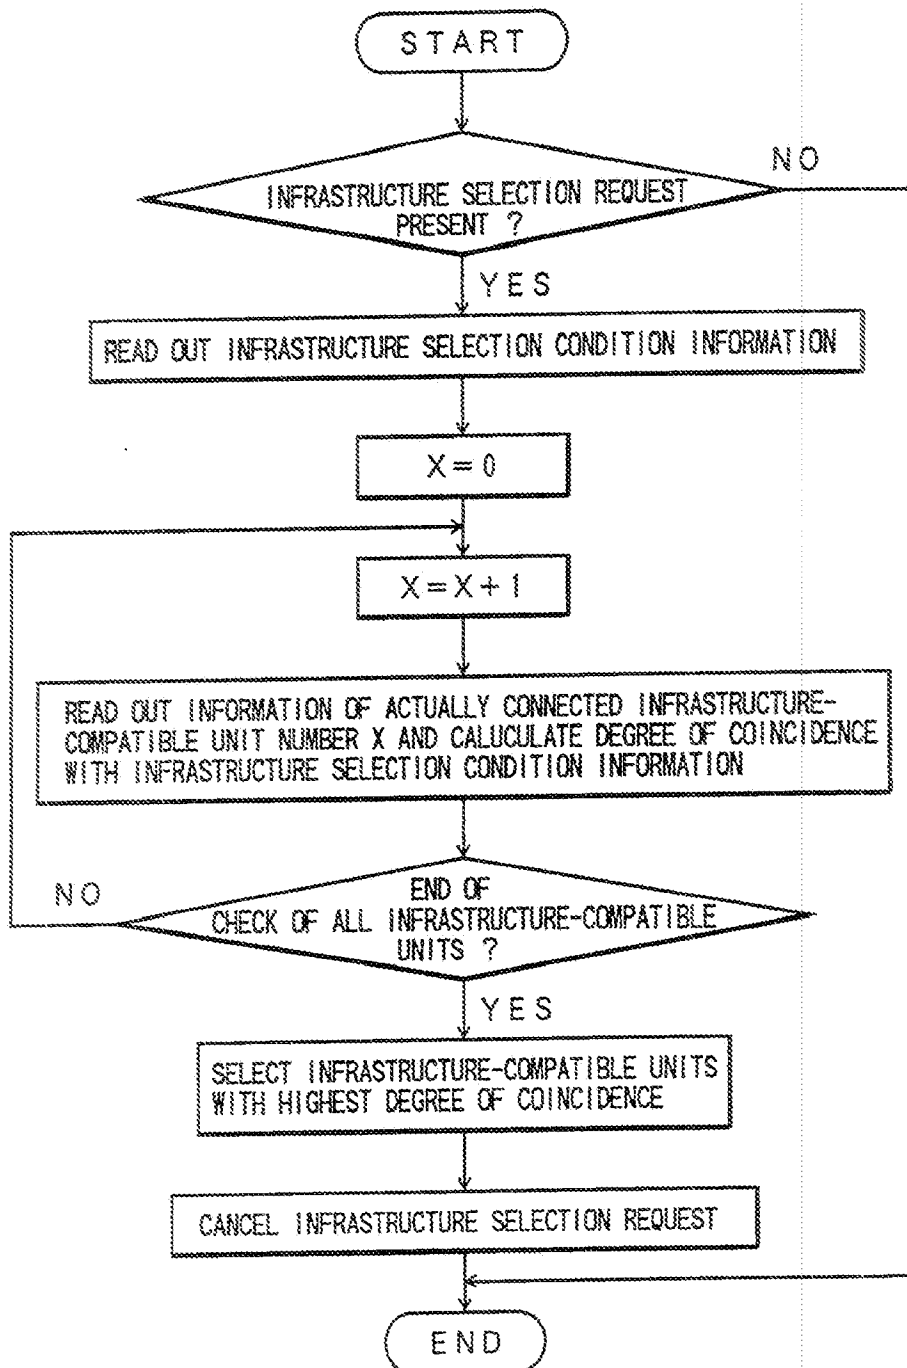 START
INFRASTRUCTURE SELECTION REQUEST
PRESENT ?
NO
YES
READ OUT INFRASTRUCTURE SELECTION CONDITION INFORMATION
X=0
X=X+1
READ OUT INFORMATION OF ACTUALLY CONNECTED INFRASTRUCTURE-
COMPATIBLE UNIT NUMBER X AND CALUCULATE DEGREE OF COINCIDENCE
WITH INFRASTRUCTURE SELECTION CONDITION INFORMATION
NO
END OF
CHECK OF ALL INFRASTRUCTURE-COMPATIBLE
UNITS ?
YES
SELECT INFRASTRUCTURE-COMPATIBLE UNITS
WITH HIGHEST DEGREE OF COINCIDENCE
CANCEL INFRASTRUCTURE SELECTION REQUEST
END